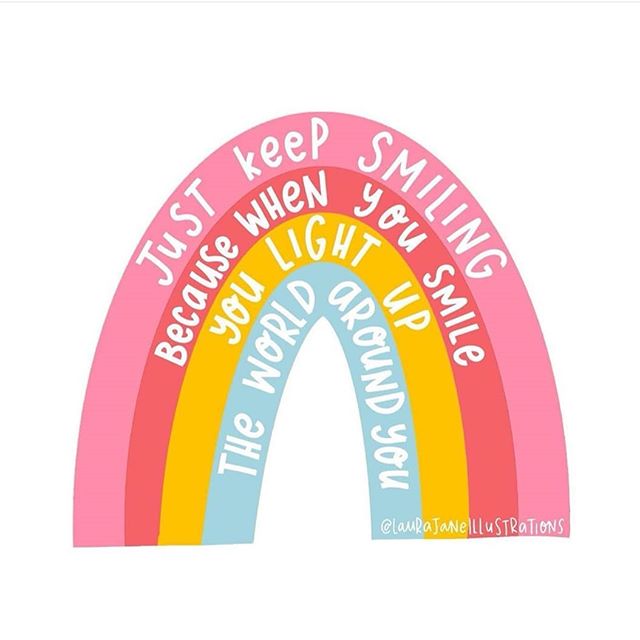 JUST keeP SMILING
Because WHeN YOU SMILe
YOU LIGHT UP
THe WORLD AROUND YOU
@LauRaJaNeILLuSTRaTIONS